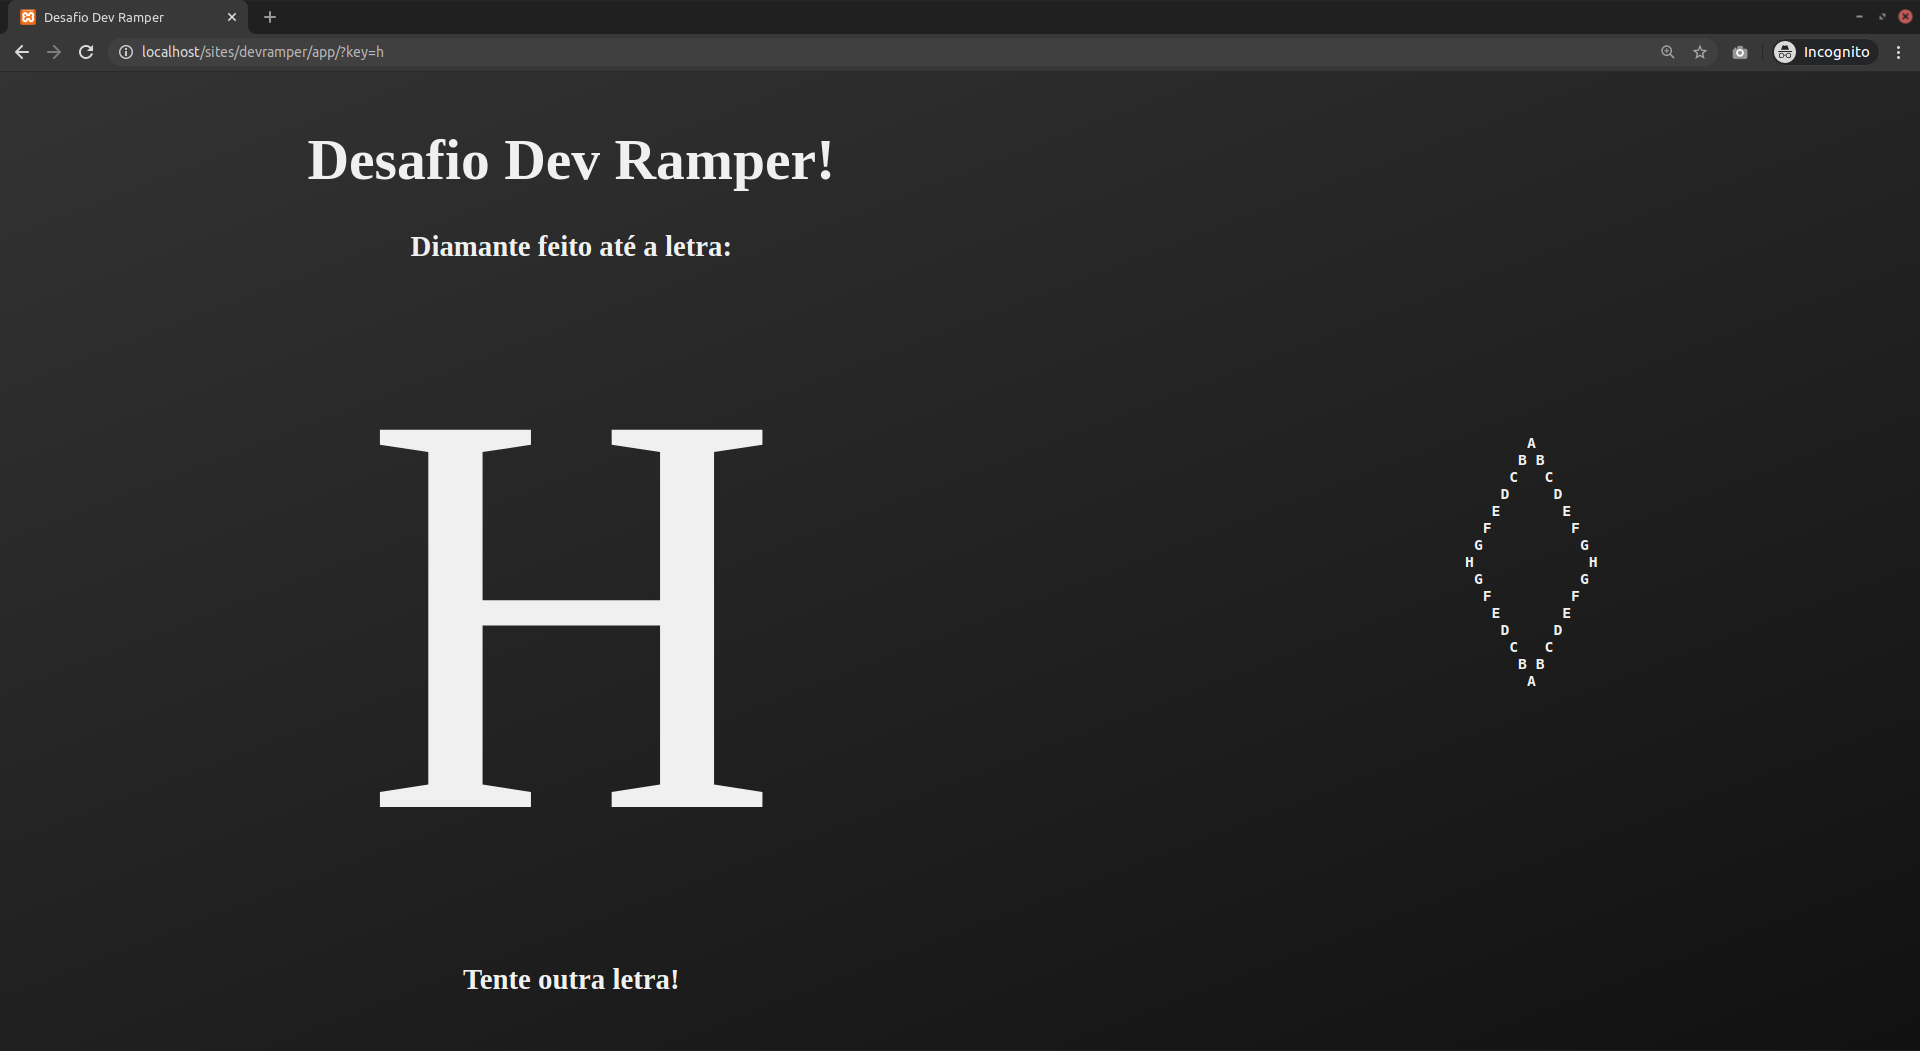 Desafio Dev Ramper
localhost/sites/devramper/app/?key=h
Incognito
Desafio Dev Ramper!
Diamante feito até a letra:
H
Tente outra letra!
A
B B
C C
D D
E E
F F
G G
H H
G G
F F
E E
D D
C C
B B
A